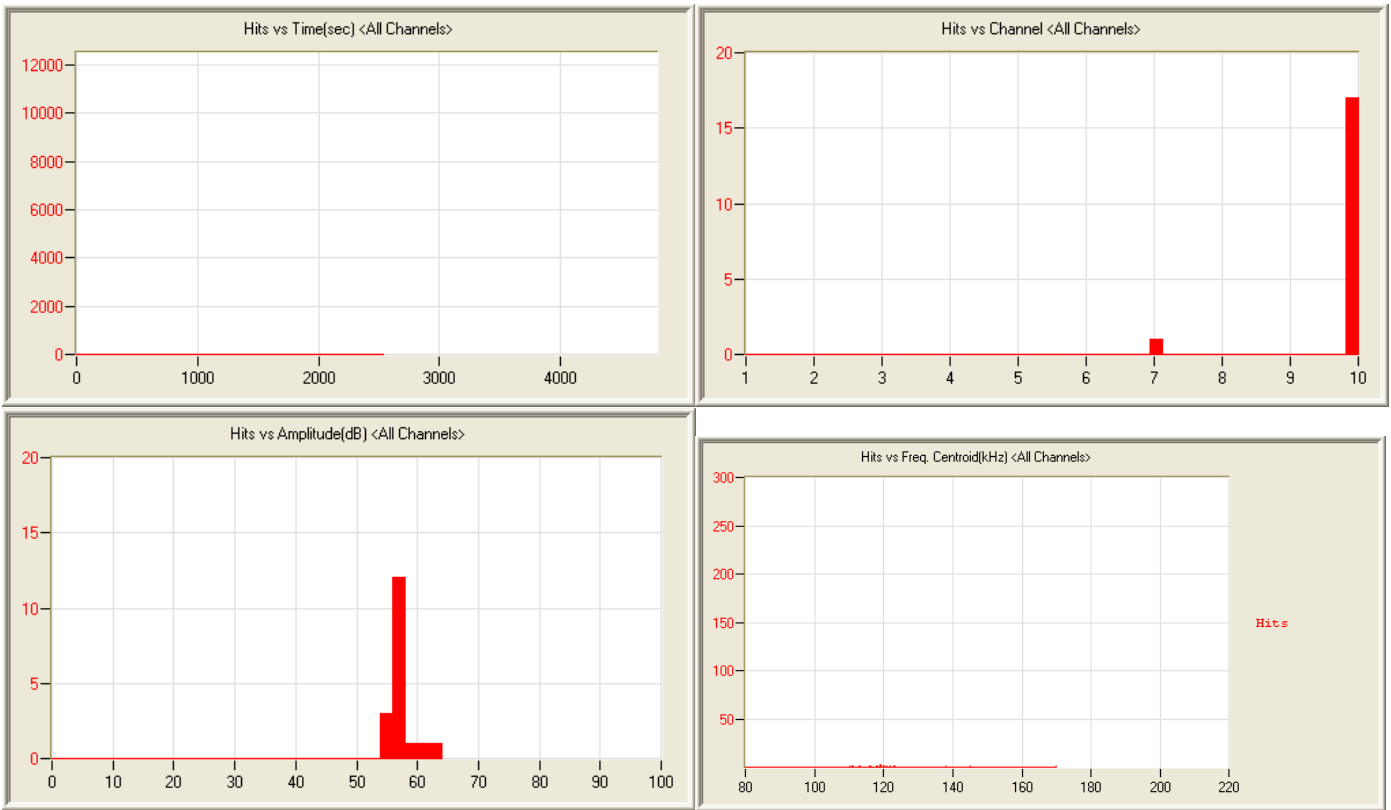 Hits vs Time(sec) <All Channels>
12000
10000
8000
6000
4000
2000
0
0 1000 2000 3000 4000
Hits vs Channel <All Channels>
20
15
10
5
0
1 2 3 4 5 6 7 8 9 10
Hits vs Amplitude(dB) <All Channels>
20
15
10
5
0
0 10 20 30 40 50 60 70 80 90 100
Hits vs Freq. Centroid(kHz) <All Channels>
300
250
200
150
100
50
80 100 120 140 160 180 200 220
Hits